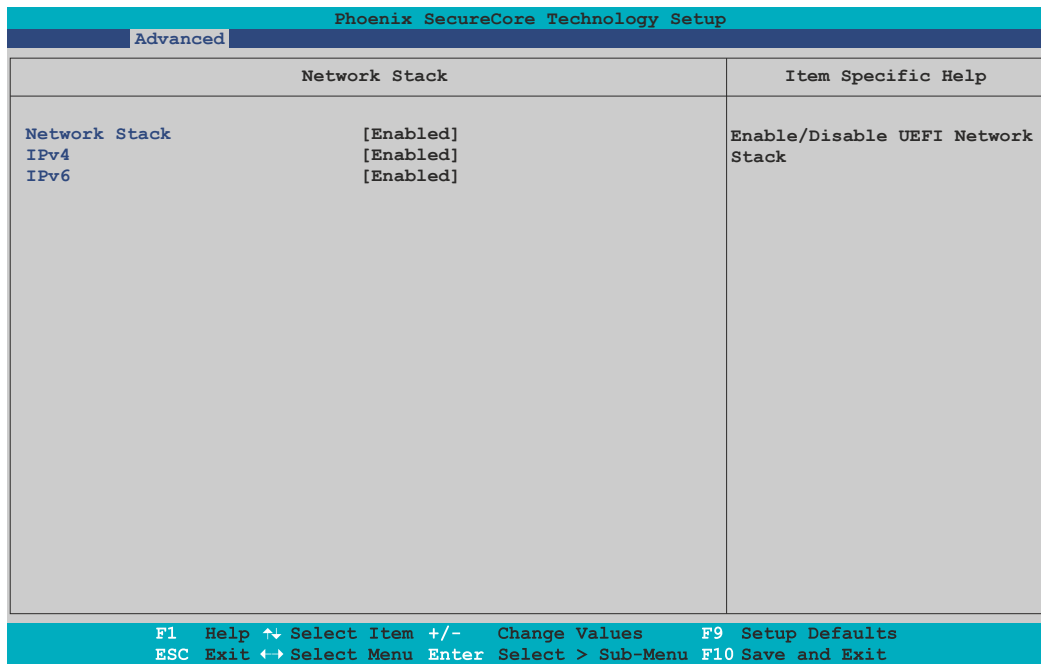 Phoenix SecureCore Technology Setup
Advanced
Network Stack
Item Specific Help
Network Stack [Enabled]
IPv4 [Enabled]
IPv6 [Enabled]
Enable/Disable UEFI Network
Stack
F1 Help ↑↓ Select Item +/- Change Values F9 Setup Defaults
ESC Exit ←→ Select Menu Enter Select > Sub-Menu F10 Save and Exit